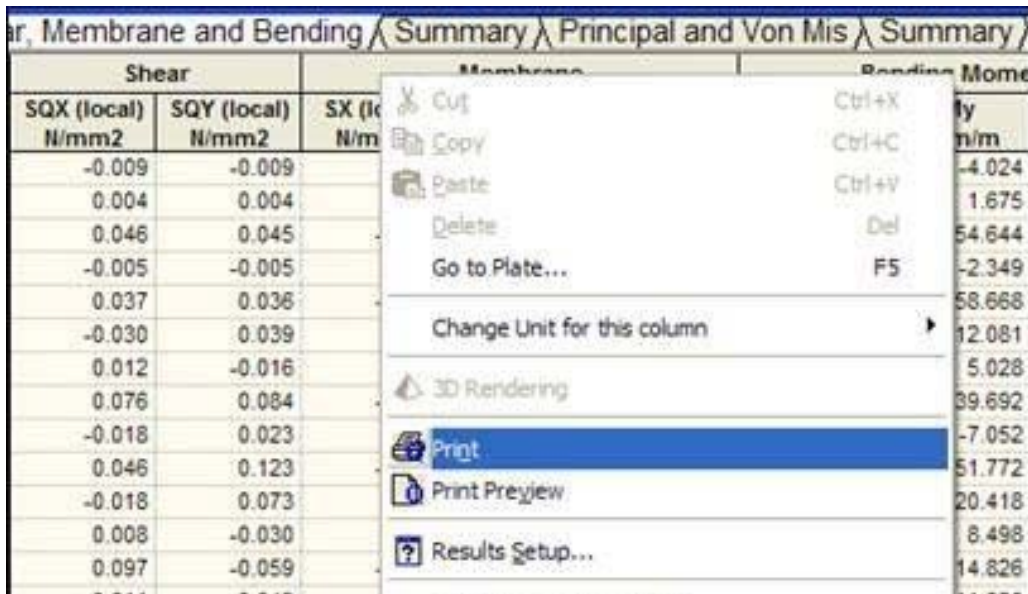 ar, Membrane and Bending Summary Principal and Von Mis Summary
Shear Membrane Bending Mome
SQX (local) SQY (local) SX (lo My
N/mm2 N/mm2 N/m m/m
-0.009 -0.009 -4.024
0.004 0.004 1.675
0.046 0.045 54.644
-0.005 -0.005 -2.349
0.037 0.036 58.668
-0.030 0.039 12.081
0.012 -0.016 5.028
0.076 0.084 39.692
-0.018 0.023 -7.052
0.046 0.123 51.772
-0.018 0.073 20.418
0.008 -0.030 8.498
0.097 -0.059 14.826
Cut Ctrl+X
Copy Ctrl+C
Paste Ctrl+V
Delete Del
Go to Plate... F5
Change Unit for this column
3D Rendering
Print
Print Preview
Results Setup...